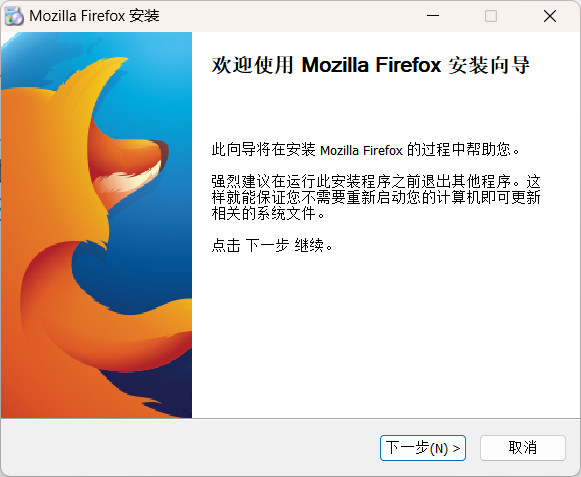 Mozilla Firefox 安装
欢迎使用 Mozilla Firefox 安装向导
此向导将在安装 Mozilla Firefox 的过程中帮助您。
强烈建议在运行此安装程序之前退出其他程序。这
样就能保证您不需要重新启动您的计算机即可更新
相关的系统文件。
点击 下一步 继续。
下一步(N) >
取消